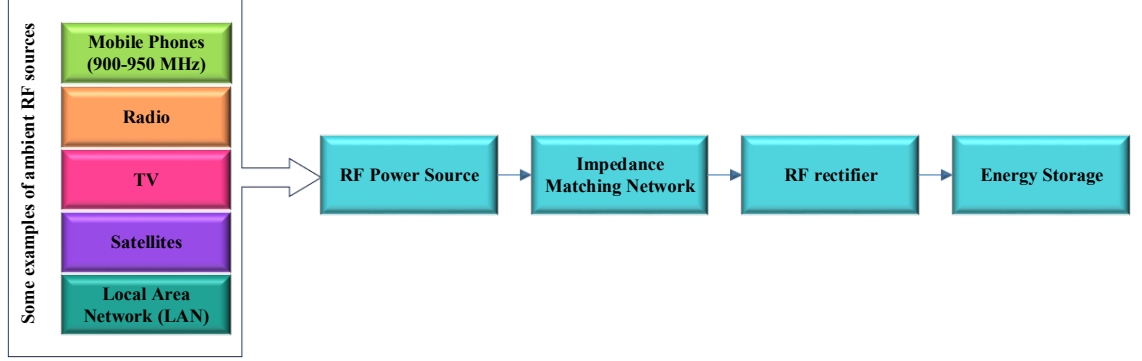 Some examples of ambient RF sources
Mobile Phones
(900-950 MHz)
Radio
TV
Satellites
Local Area
Network (LAN)
RF Power Source
Impedance
Matching Network
RF rectifier
Energy Storage